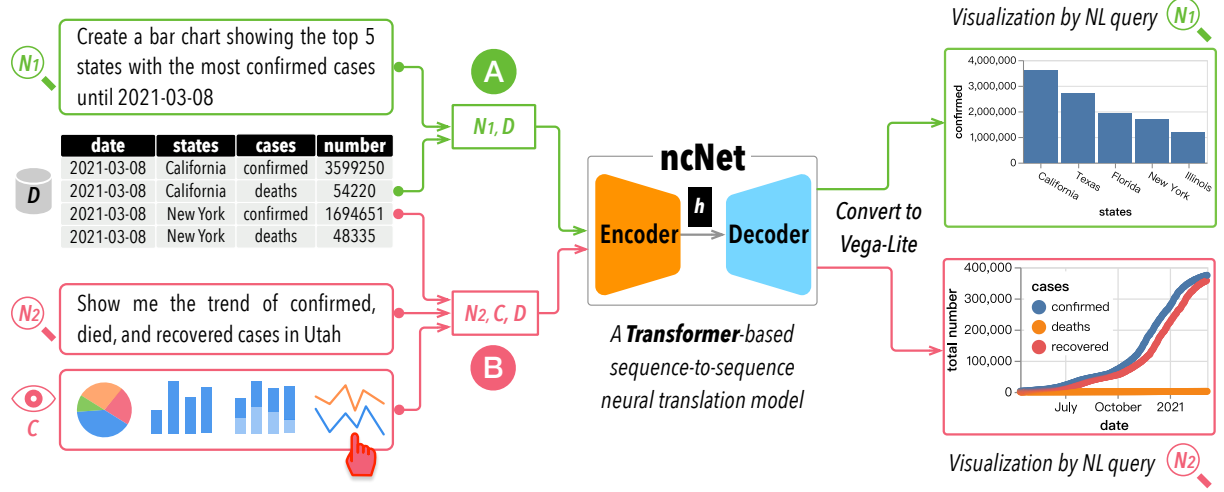 N1
Create a bar chart showing the top 5
states with the most confirmed cases
until 2021-03-08
D
date states cases number
2021-03-08 California confirmed 3599250
2021-03-08 California deaths 54220
2021-03-08 New York confirmed 1694651
2021-03-08 New York deaths 48335
N2
Show me the trend of confirmed,
died, and recovered cases in Utah
C
A
N1, D
N2, C, D
B
ncNet
Encoder
h
Decoder
A Transformer-based
sequence-to-sequence
neural translation model
Convert to
Vega-Lite
Visualization by NL query N1
confirmed
4,000,000
3,000,000
2,000,000
1,000,000
0
California
Texas
Florida
New York
Illinois
states
total number
400,000
300,000
200,000
100,000
0
cases
confirmed
deaths
recovered
July October 2021
date
Visualization by NL query N2